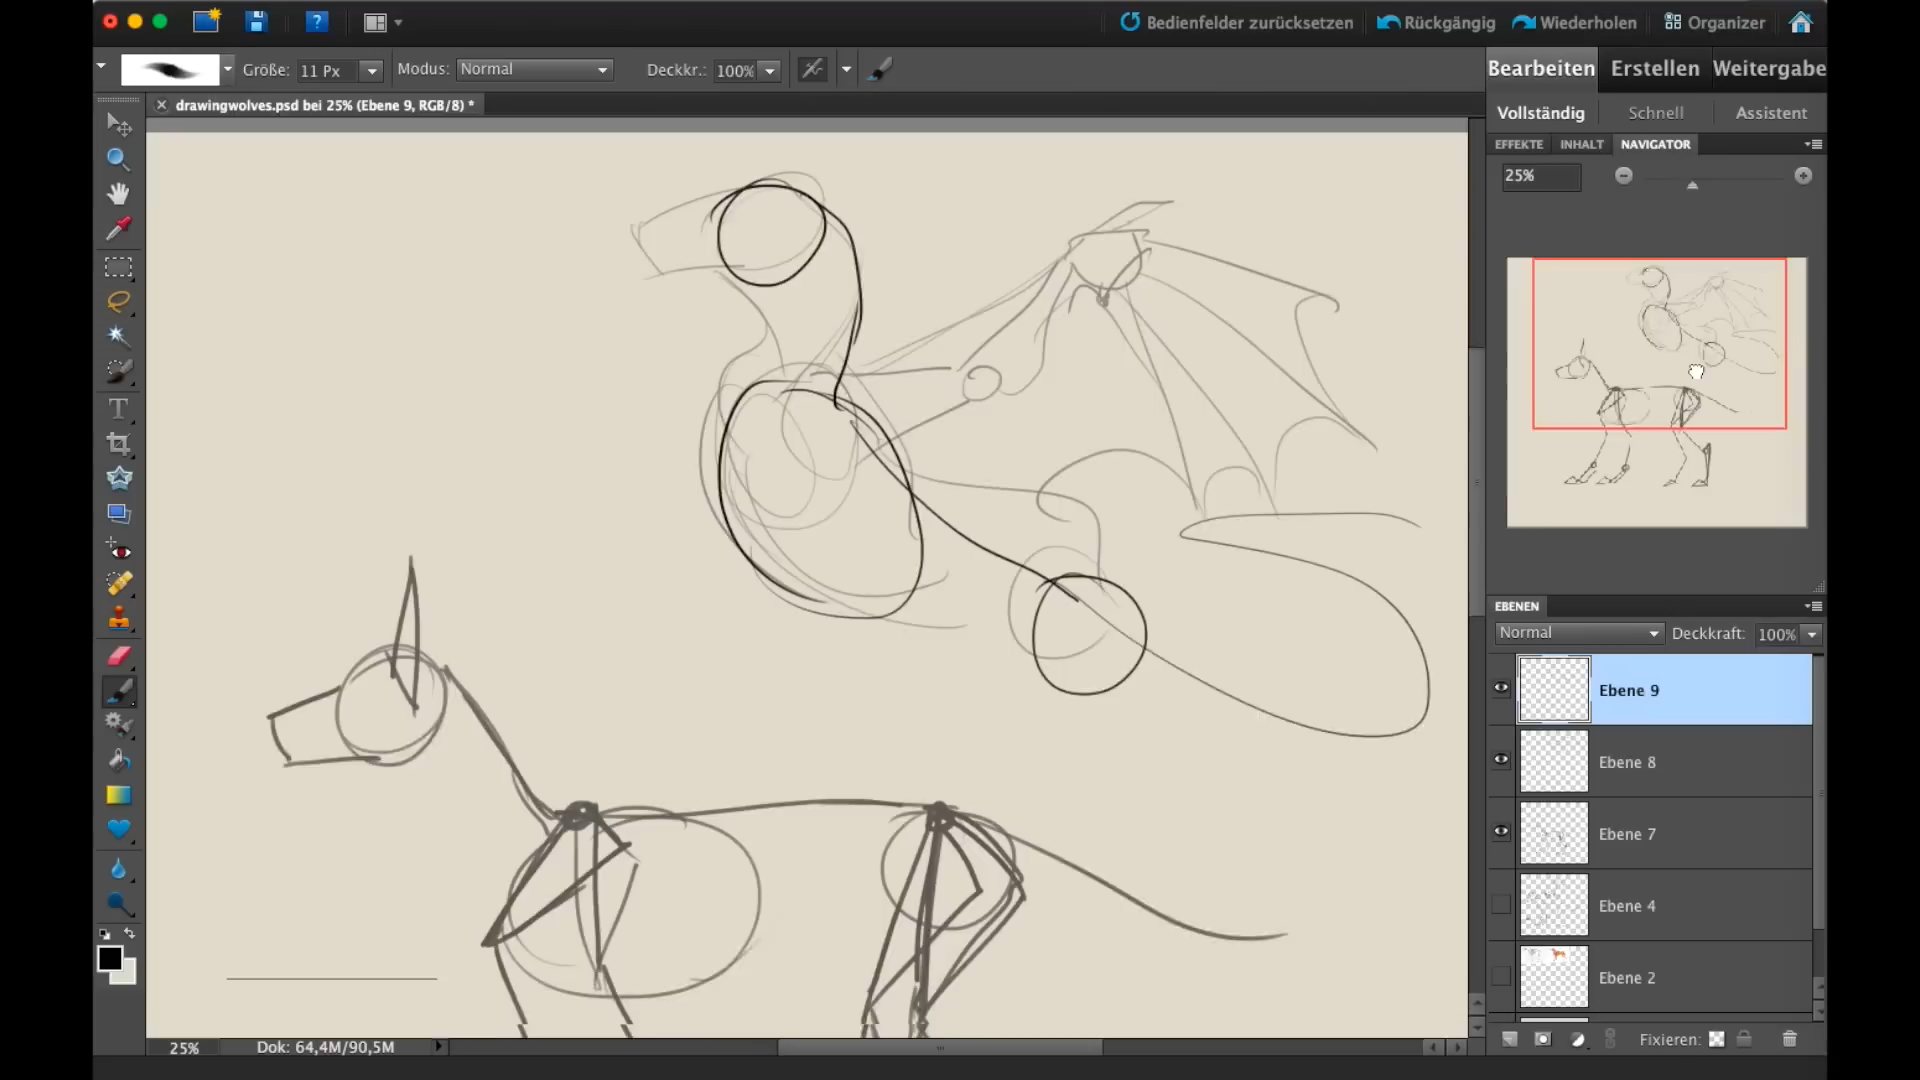 Bedienfelder zurücksetzen
Rückgängig
Wiederholen
Organizer
Größe: 11 Px
Modus: Normal
Deckkr.: 100%
Bearbeiten
Erstellen
Weitergabe
drawingwolves.psd bei 25% (Ebene 9, RGB/8) *
Vollständig
Schnell
Assistent
EFFEKTE
INHALT
NAVIGATOR
25%
EBENEN
Normal
Deckkraft: 100%
Ebene 9
Ebene 8
Ebene 7
Ebene 4
Ebene 2
Fixieren:
25%
Dok: 64,4M/90,5M